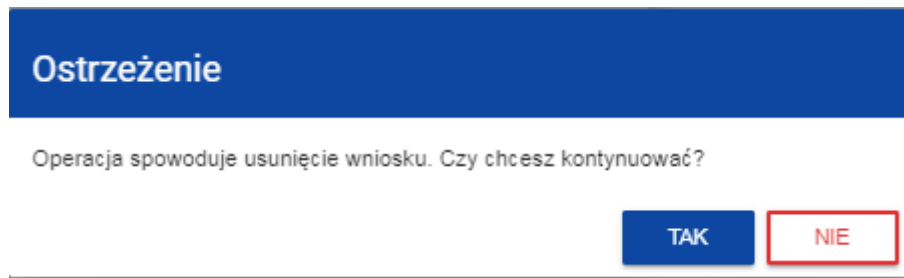 Ostrzeżenie
Operacja spowoduje usunięcie wniosku. Czy chcesz kontynuować?
TAK NIE